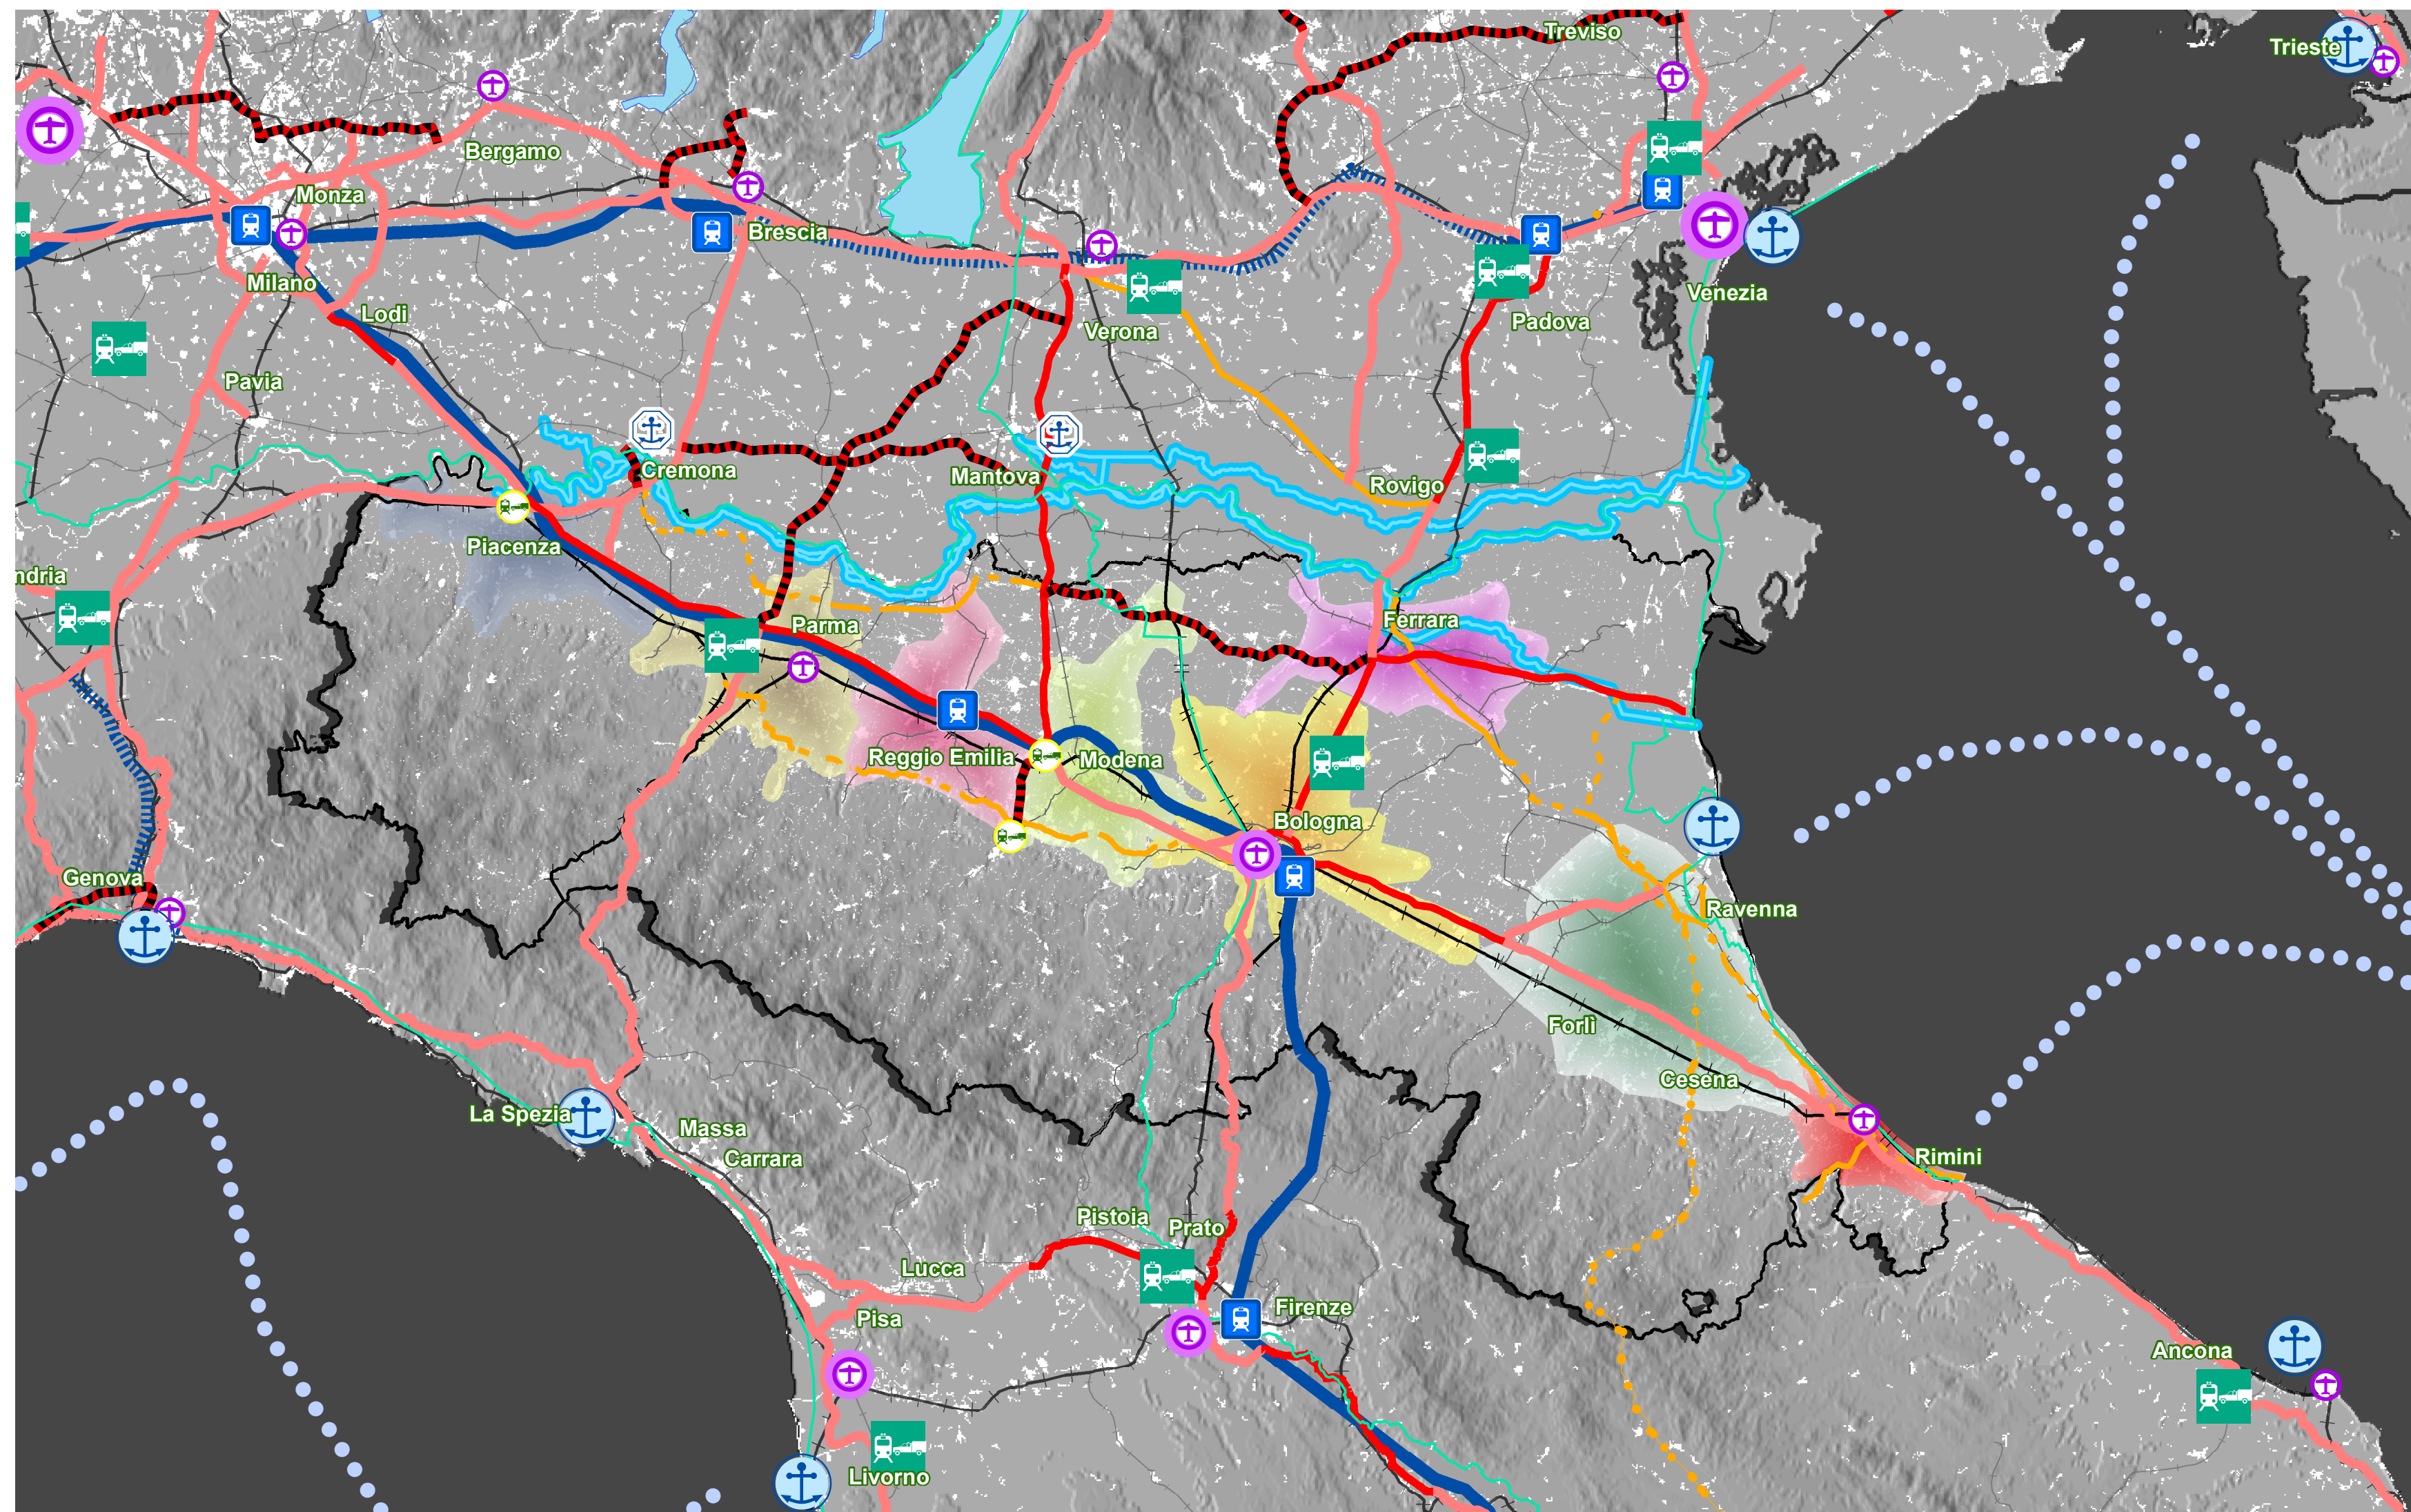 Treviso
Trieste
Bergamo
Monza
Brescia
Milano
Venezia
Lodi
Padova
Verona
Pavia
Cremona
Mantova
Rovigo
Piacenza
ndria
Parma
Ferrara
Reggio Emilia
Modena
Bologna
Genova
Ravenna
Forlì
Cesena
La Spezia
Massa
Carrara
Rimini
Pistoia
Prato
Lucca
Firenze
Pisa
Ancona
Livorno